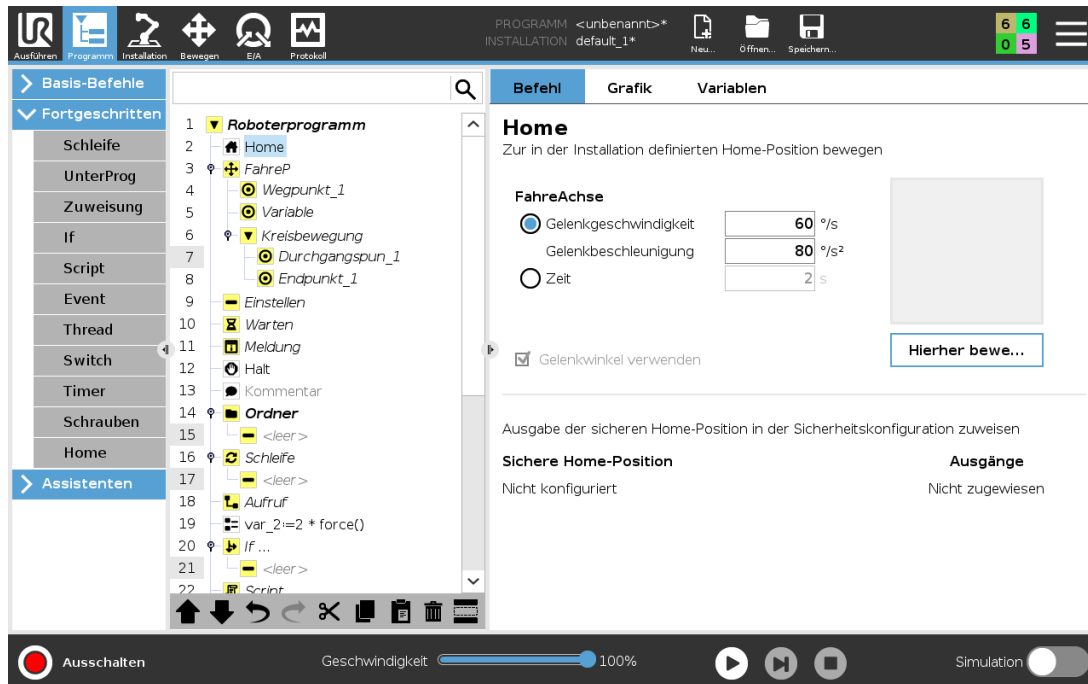 PROGRAMM <unbenannt>*
INSTALLATION default_1*
UR
Ausführen
Programm
Installation
Bewegen
E/A
Protokoll
Neu...
Öffnen...
Speichern...
6 6
0 5
Basis-Befehle
Fortgeschritten
Schleife
UnterProg
Zuweisung
If
Script
Event
Thread
Switch
Timer
Schrauben
Home
Assistenten
1 Roboterprogramm
2 Home
3 FahreP
4 Wegpunkt_1
5 Variable
6 Kreisbewegung
7 Durchgangspun_1
8 Endpunkt_1
9 Einstellen
10 Warten
11 Meldung
12 Halt
13 Kommentar
14 Ordner
15 <leer>
16 Schleife
17 <leer>
18 Aufruf
19 var_2:=2 * force()
20 If ...
21 <leer>
22 Script
Befehl
Grafik
Variablen
Home
Zur in der Installation definierten Home-Position bewegen
FahreAchse
Gelenkgeschwindigkeit 60 °/s
Gelenkbeschleunigung 80 °/s²
Zeit 2 s
Gelenkwinkel verwenden
Hierher bewe...
Ausgabe der sicheren Home-Position in der Sicherheitskonfiguration zuweisen
Sichere Home-Position Ausgänge
Nicht konfiguriert Nicht zugewiesen
Ausschalten
Geschwindigkeit 100%
Simulation